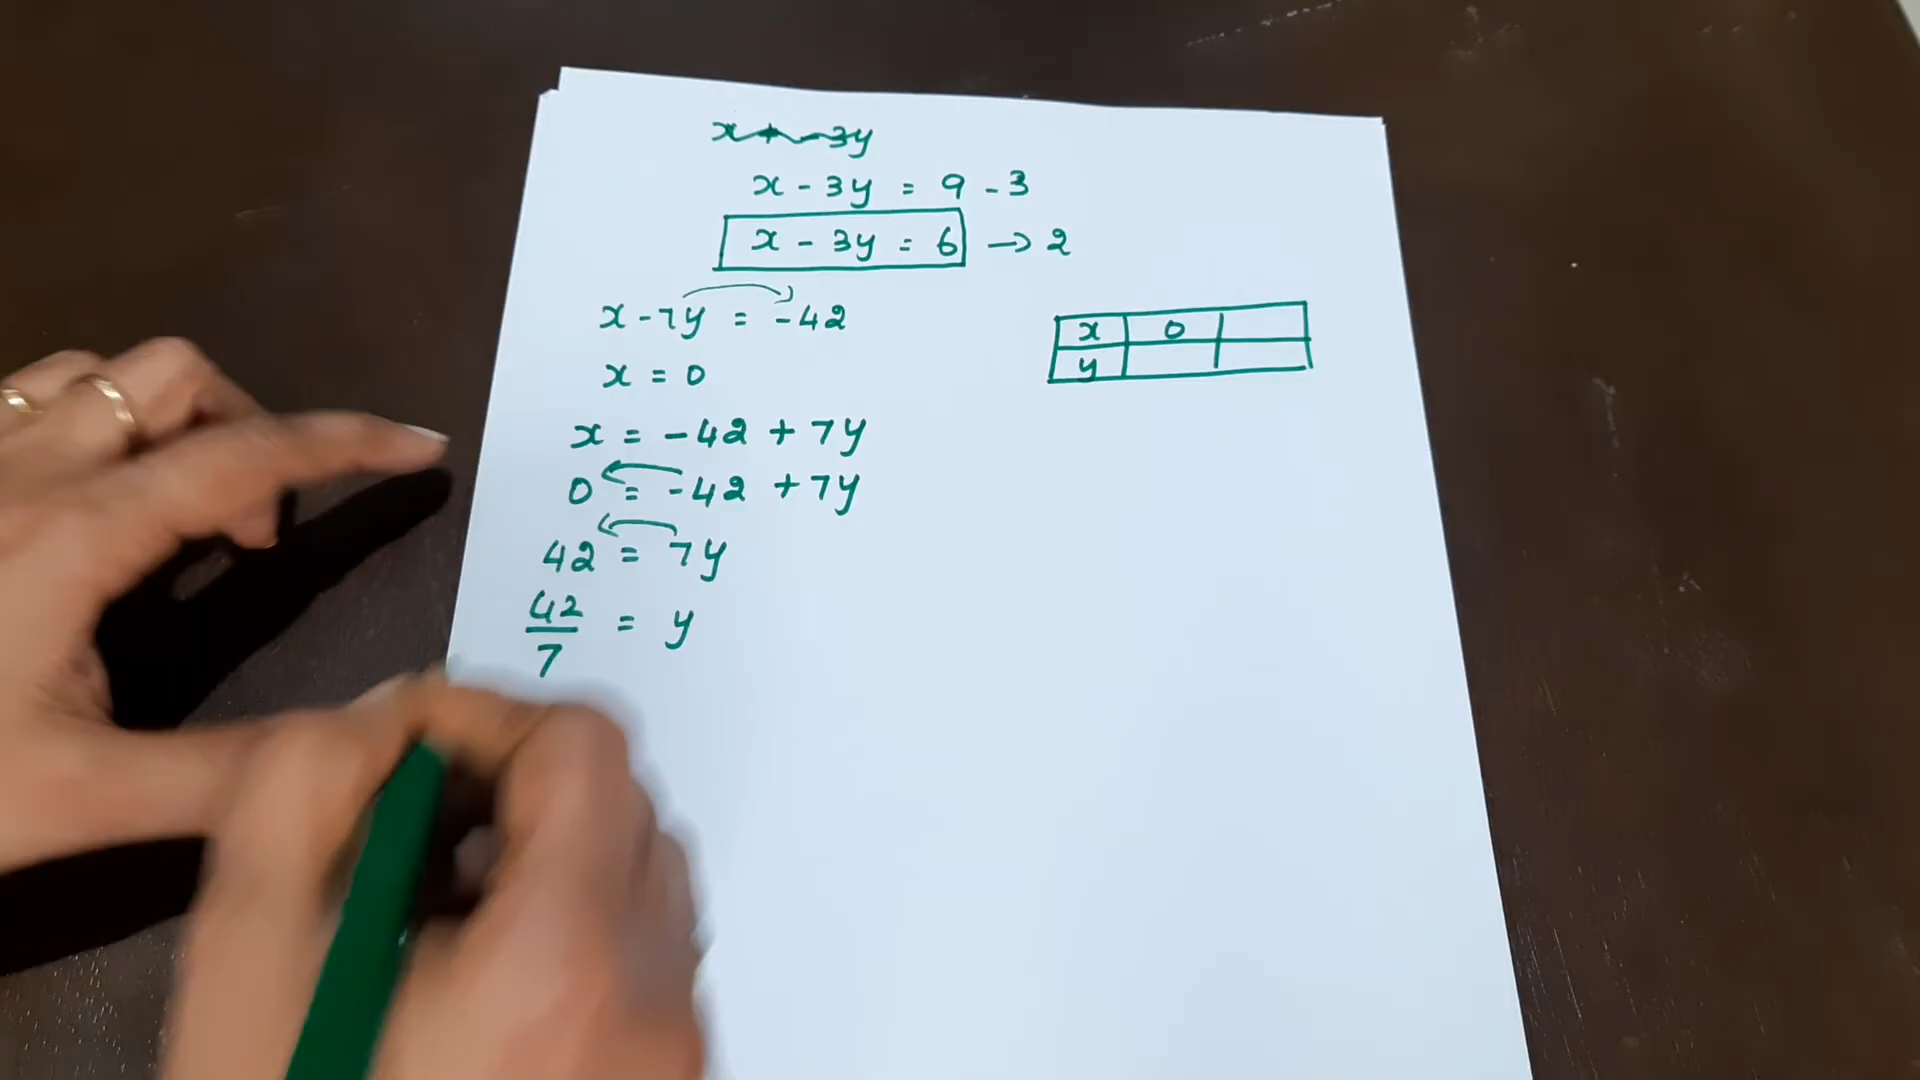 x + - 3y
x - 3y = 9 - 3
x - 3y = 6 → 2
x - 7y = -42
x = 0
x = -42 + 7y
0 = -42 + 7y
42 = 7y
42/7 = y
x 0
y